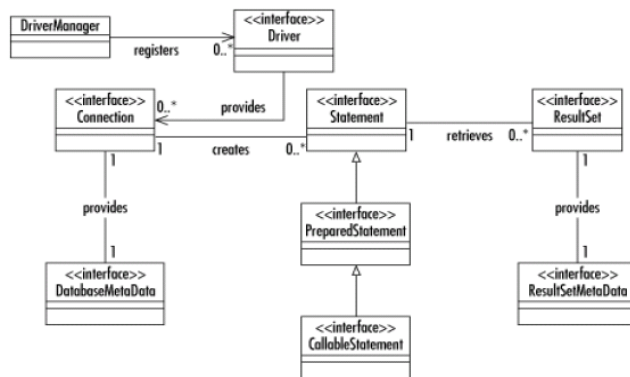 DriverManager
<<interface>>
Driver
registers
0..*
provides
<<interface>>
Connection
0..*
<<interface>>
Statement
<<interface>>
ResultSet
1
creates
0..*
1
retrieves
0..*
1
provides
1
<<interface>>
DatabaseMetaData
<<interface>>
PreparedStatement
<<interface>>
CallableStatement
1
provides
1
<<interface>>
ResultSetMetaData